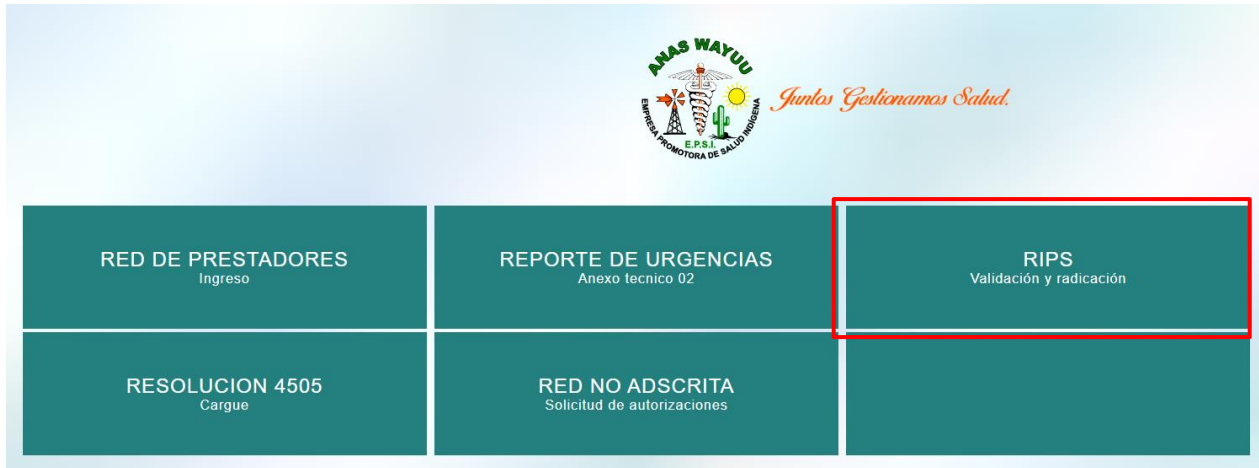 ANAS WAYUU
EMPRESA PROMOTORA DE SALUD INDÍGENA
E.P.S.I.
Juntos Gestionamos Salud.
RED DE PRESTADORES
Ingreso
REPORTE DE URGENCIAS
Anexo tecnico 02
RIPS
Validación y radicación
RESOLUCION 4505
Cargue
RED NO ADSCRITA
Solicitud de autorizaciones